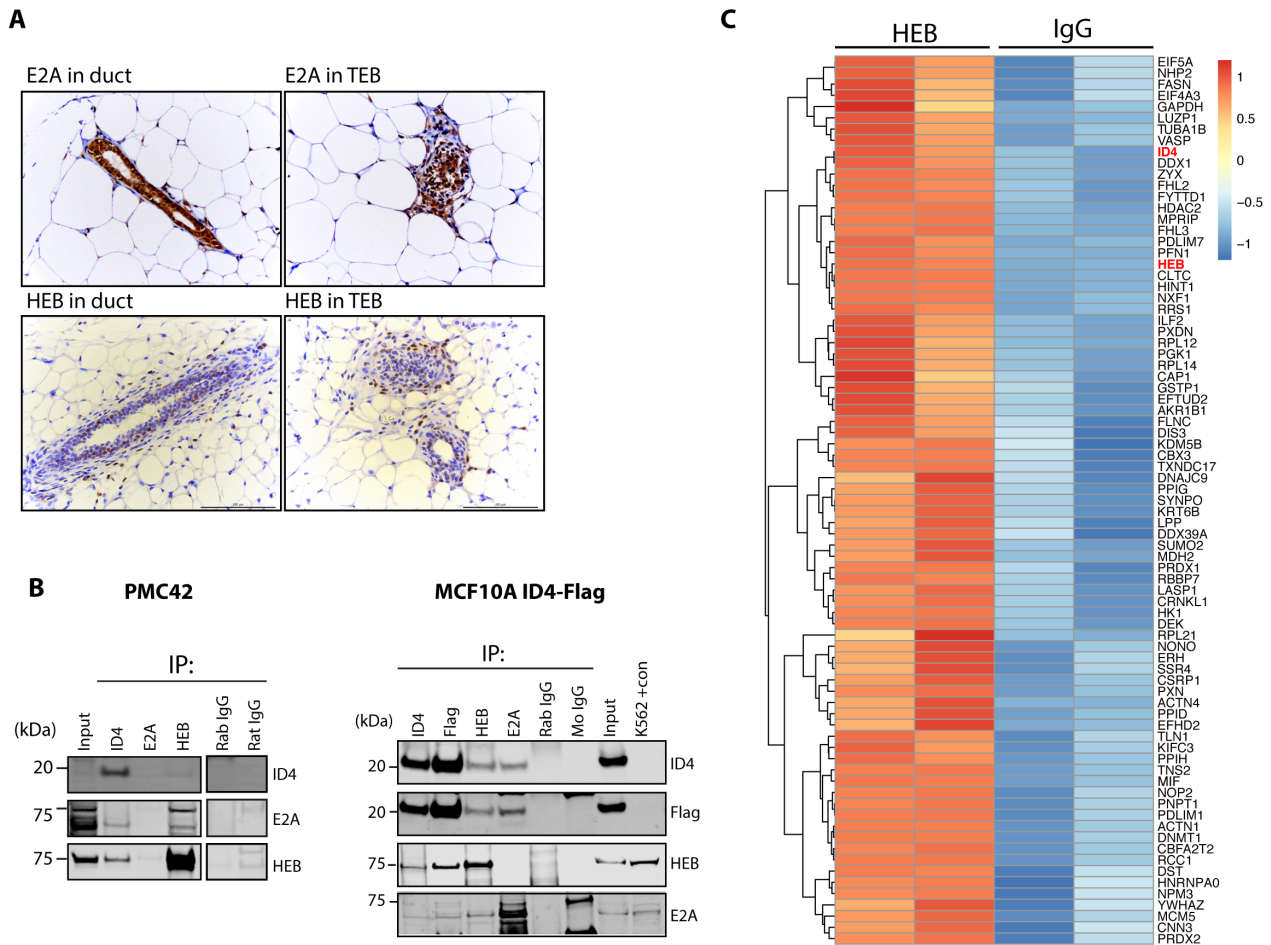 A
E2A in duct
E2A in TEB
HEB in duct
HEB in TEB
B
PMC42
IP:
(kDa)
Input
ID4
E2A
HEB
Rab IgG
Rat IgG
20
ID4
75
E2A
75
HEB
MCF10A ID4-Flag
IP:
(kDa)
ID4
Flag
HEB
E2A
Rab IgG
Mo IgG
Input
K562 +con
20
ID4
20
Flag
75
HEB
75
E2A
C
HEB
IgG
EIF5A
NHP2
FASN
EIF4A3
GAPDH
LUZP1
TUBA1B
VASP
ID4
DDX1
ZYX
FHL2
FYTTD1
HDAC2
MPRIP
FHL3
PDLIM7
PFN1
HEB
CLTC
HINT1
NXF1
RRS1
ILF2
PXDN
RPL12
PGK1
RPL14
CAP1
GSTP1
EFTUD2
AKR1B1
FLNC
DIS3
KDM5B
CBX3
TXNDC17
DNAJC9
PPIG
SYNPO
KRT6B
LPP
DDX39A
SUMO2
MDH2
PRDX1
RBBP7
LASP1
CRNKL1
HK1
DEK
RPL21
NONO
ERH
SSR4
CSRP1
PXN
ACTN4
PPID
EFHD2
TLN1
KIFC3
PPIH
TNS2
MIF
NOP2
PNPT1
PDLIM1
ACTN1
DNMT1
CBFA2T2
RCC1
DST
HNRNPA0
NPM3
YWHAZ
MCM5
CNN3
PRDX2
1
0.5
0
−0.5
−1